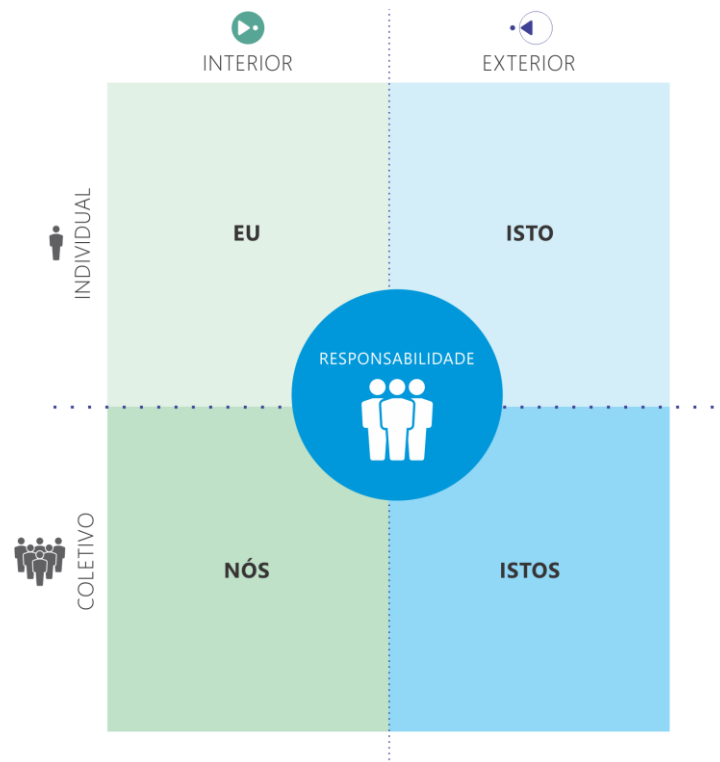 INTERIOR
EXTERIOR
INDIVIDUAL
EU
ISTO
RESPONSABILIDADE
COLETIVO
NÓS
ISTOS